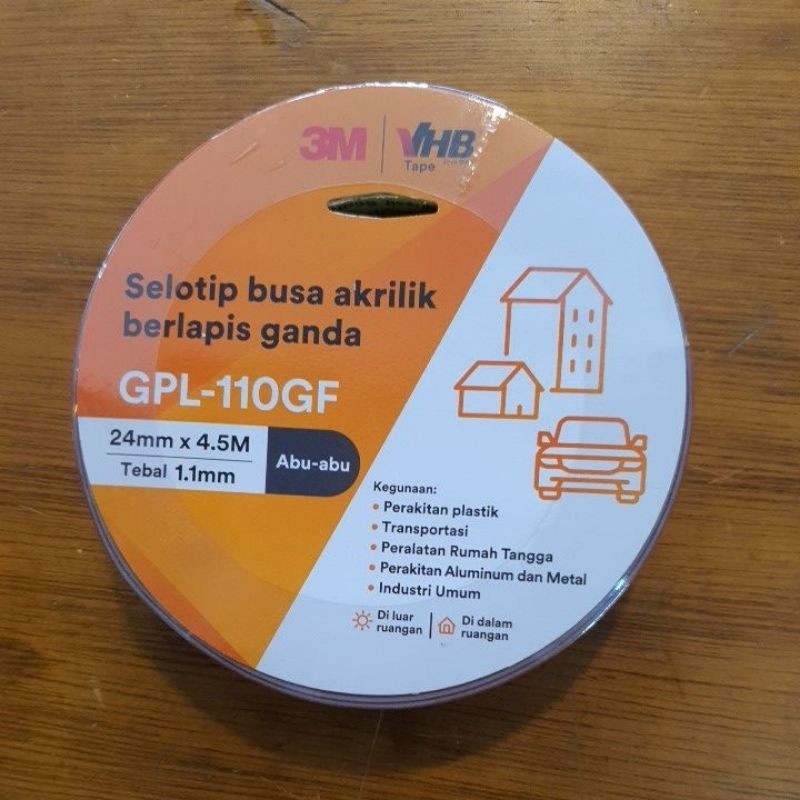 3M | VHB
Tape
Selotip busa akrilik
berlapis ganda
GPL-110GF
24mm x 4.5M
Tebal 1.1mm
Abu-abu
Kegunaan:
• Perakitan plastik
• Transportasi
• Peralatan Rumah Tangga
• Perakitan Aluminum dan Metal
• Industri Umum
Di luar
ruangan
Di dalam
ruangan